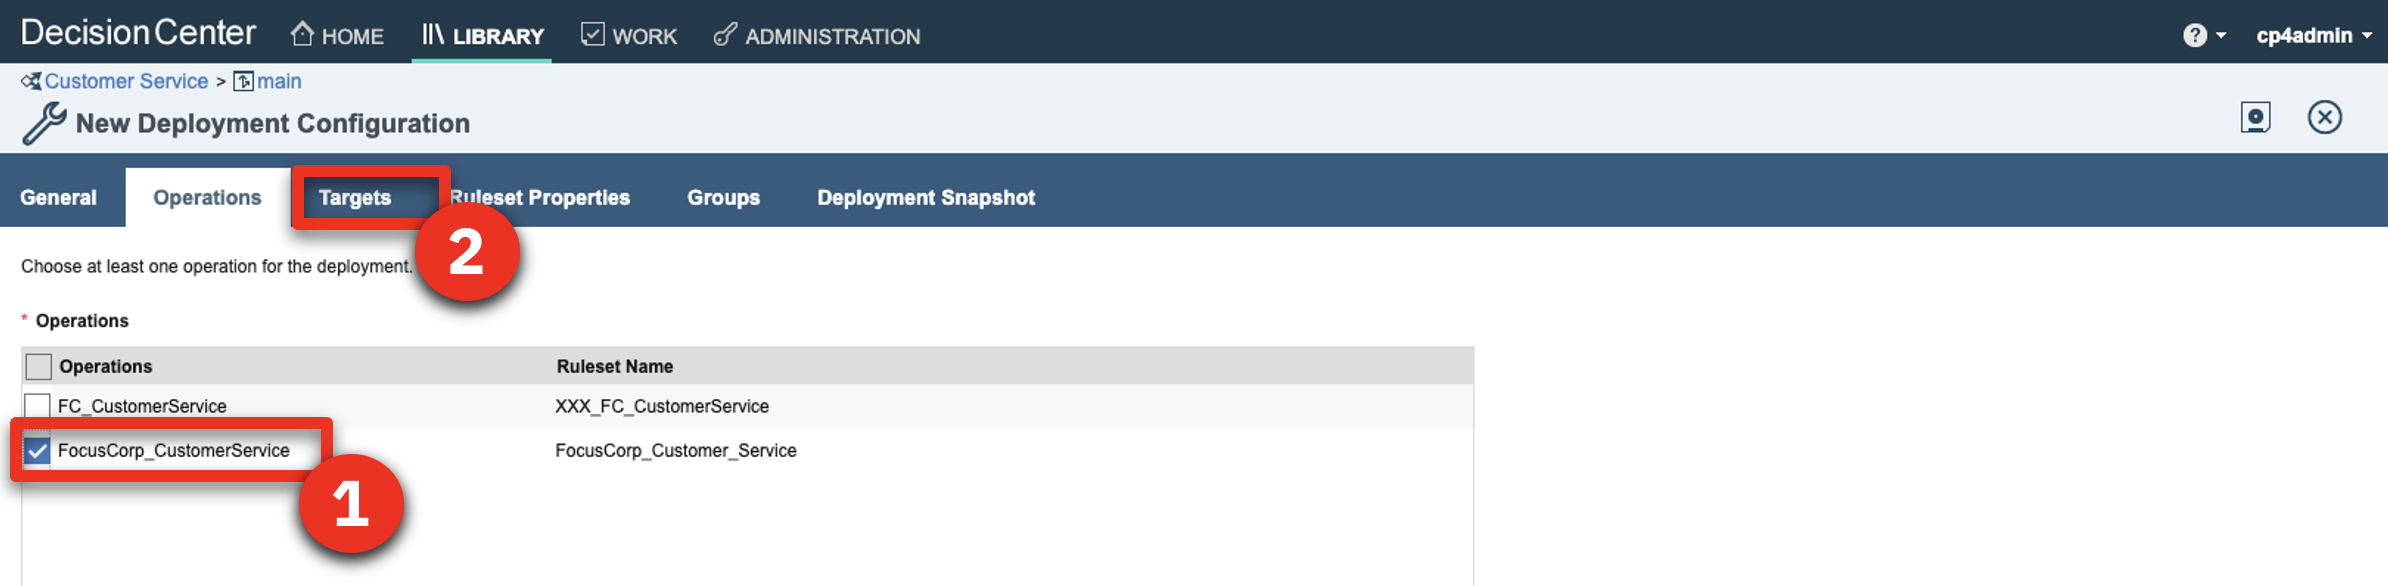 Decision Center HOME LIBRARY WORK ADMINISTRATION ? cp4admin
Customer Service > main
New Deployment Configuration
General Operations Targets Ruleset Properties Groups Deployment Snapshot
2
Choose at least one operation for the deployment.
* Operations
Operations Ruleset Name
FC_CustomerService XXX_FC_CustomerService
FocusCorp_CustomerService FocusCorp_Customer_Service
1